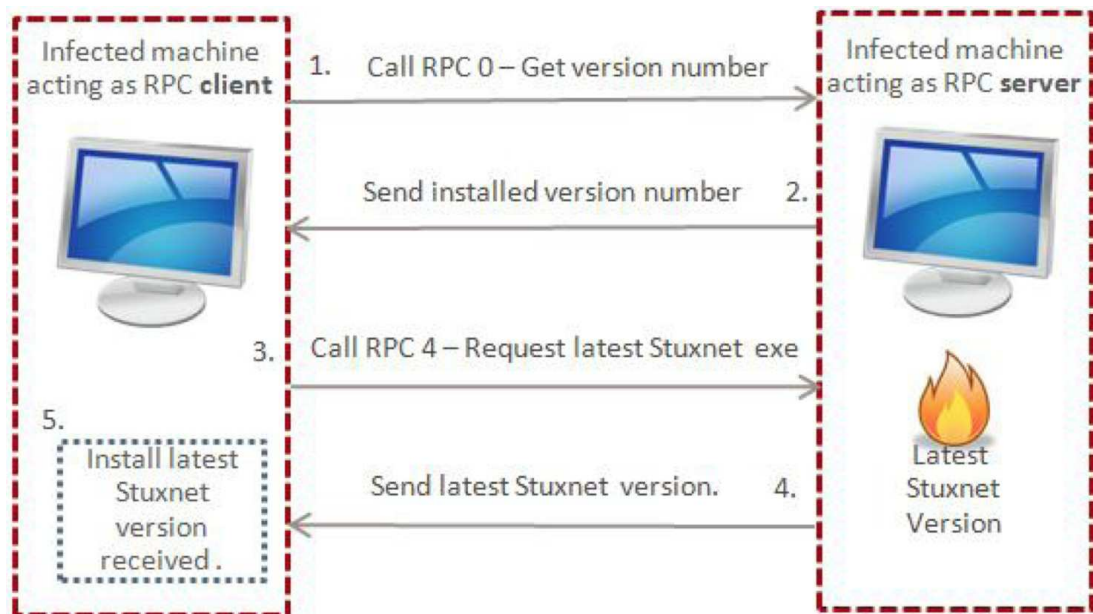 Infected machine
acting as RPC client
1.
Call RPC 0 – Get version number
Infected machine
acting as RPC server
Send installed version number
2.
3.
Call RPC 4 – Request latest Stuxnet exe
5.
Install latest
Stuxnet
version
received .
Send latest Stuxnet version.
4.
Latest
Stuxnet
Version